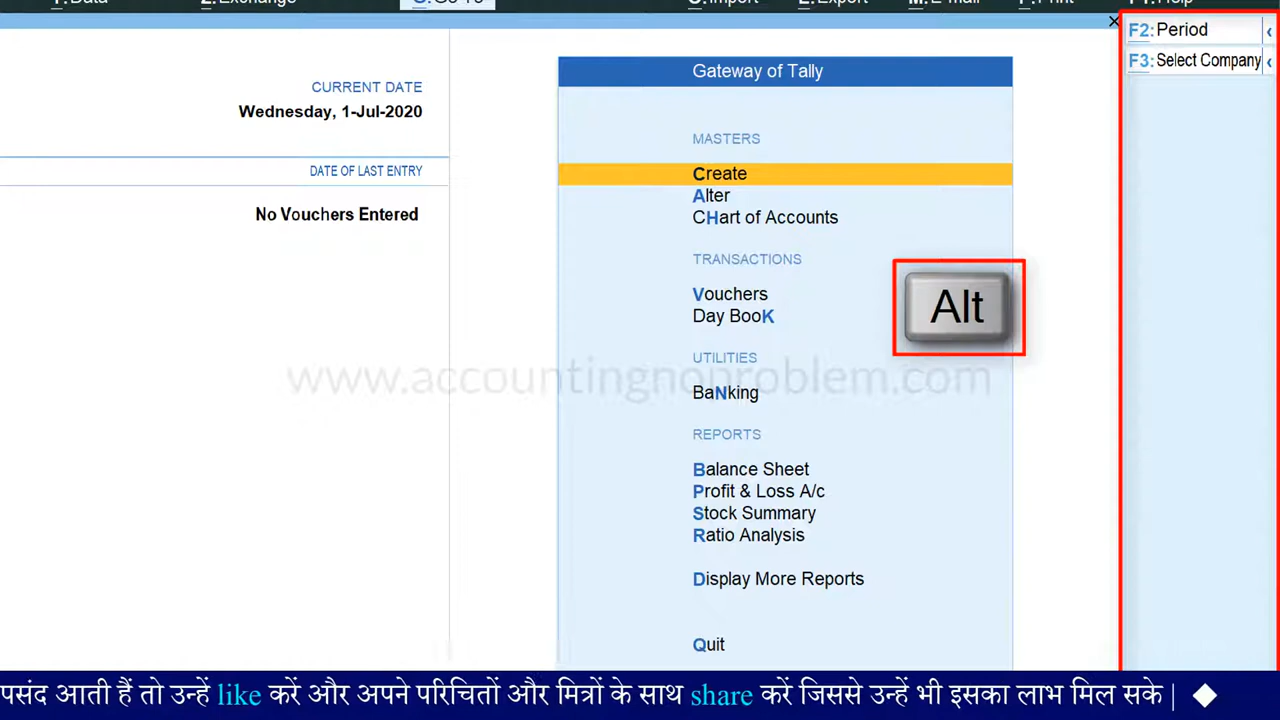 G: Go To
F2: Period
F3: Select Company
CURRENT DATE
Wednesday, 1-Jul-2020
DATE OF LAST ENTRY
No Vouchers Entered
Gateway of Tally
MASTERS
Create
Alter
CHart of Accounts
TRANSACTIONS
Vouchers
Day BooK
UTILITIES
BaNking
REPORTS
Balance Sheet
Profit & Loss A/c
Stock Summary
Ratio Analysis
Display More Reports
Quit
Alt
www.accountingnoproblem.com
पसंद आती हैं तो उन्हें like करें और अपने परिचितों और मित्रों के साथ share करें जिससे उन्हें भी इसका लाभ मिल सके |